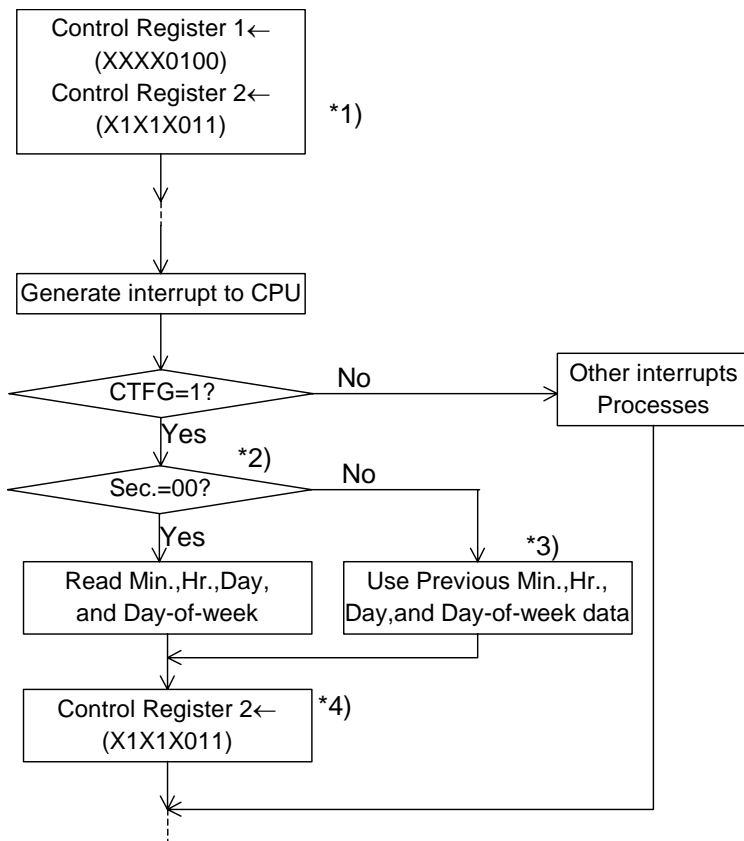 Control Register 1←
(XXXX0100)
Control Register 2←
(X1X1X011)
*1)
Generate interrupt to CPU
CTFG=1?
No
Other interrupts
Processes
Yes
*2)
Sec.=00?
No
Yes
*3)
Read Min.,Hr.,Day,
and Day-of-week
Use Previous Min.,Hr.,
Day,and Day-of-week data
Control Register 2←
(X1X1X011)
*4)